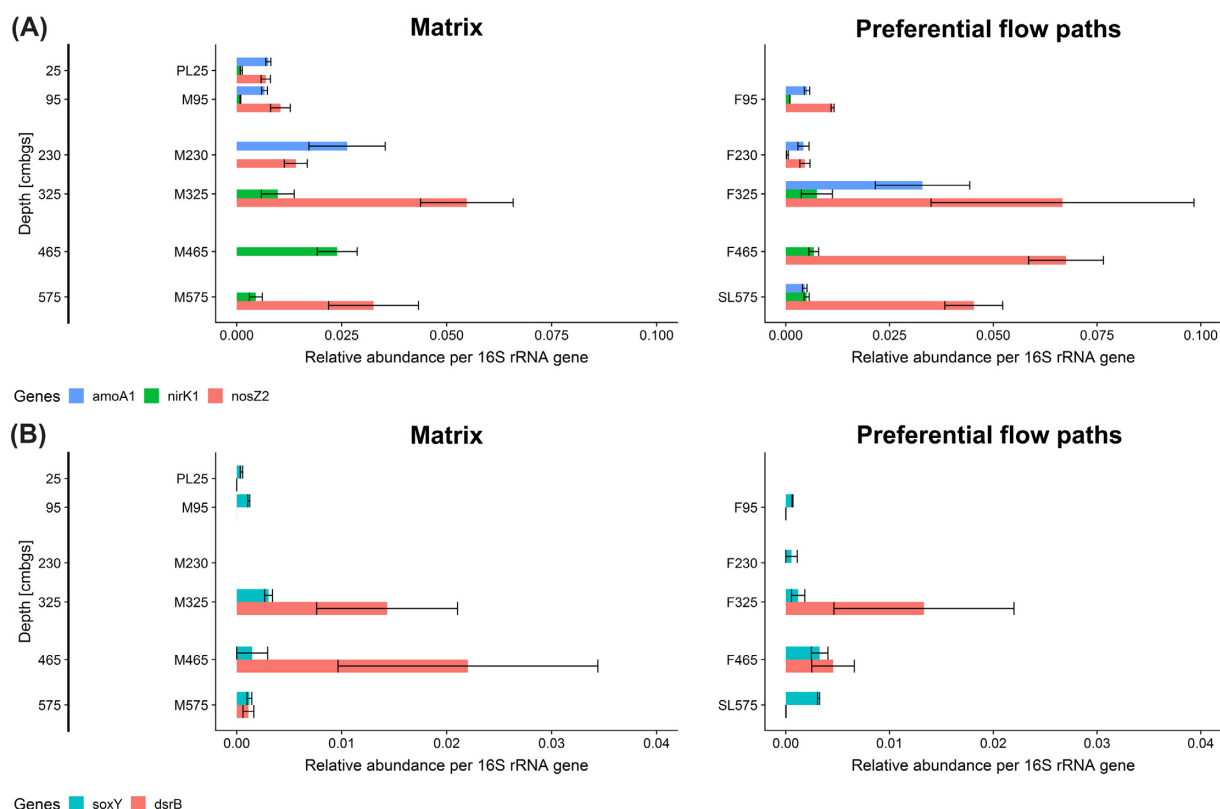 (A)
Matrix
Preferential flow paths
Depth [cmbgs]
25
95
230
325
465
575
PL25
M95
M230
M325
M465
M575
0.000
0.025
0.050
0.075
0.100
Relative abundance per 16S rRNA gene
F95
F230
F325
F465
SL575
0.000
0.025
0.050
0.075
0.100
Relative abundance per 16S rRNA gene
Genes amoA1 nirK1 nosZ2
(B)
Matrix
Preferential flow paths
Depth [cmbgs]
25
95
230
325
465
575
PL25
M95
M230
M325
M465
M575
0.00
0.01
0.02
0.03
0.04
Relative abundance per 16S rRNA gene
F95
F230
F325
F465
SL575
0.00
0.01
0.02
0.03
0.04
Relative abundance per 16S rRNA gene
Genes soxY dsrB